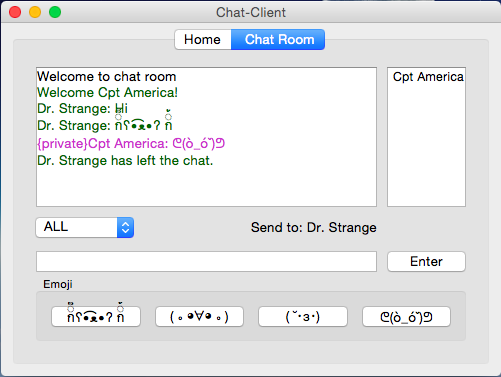 Chat-Client
Home
Chat Room
Welcome to chat room
Welcome Cpt America!
Dr. Strange: Hi
Dr. Strange: ก็ʕ•͡ᴥ•ʔ ก้
{private}Cpt America: ᕦ(ò_óˇ)ᕤ
Dr. Strange has left the chat.
Cpt America
ALL
Send to: Dr. Strange
Enter
Emoji
ก็ʕ•͡ᴥ•ʔ ก้
(｡◕∀◕｡)
( ˘･з･)
ᕦ(ò_óˇ)ᕤ